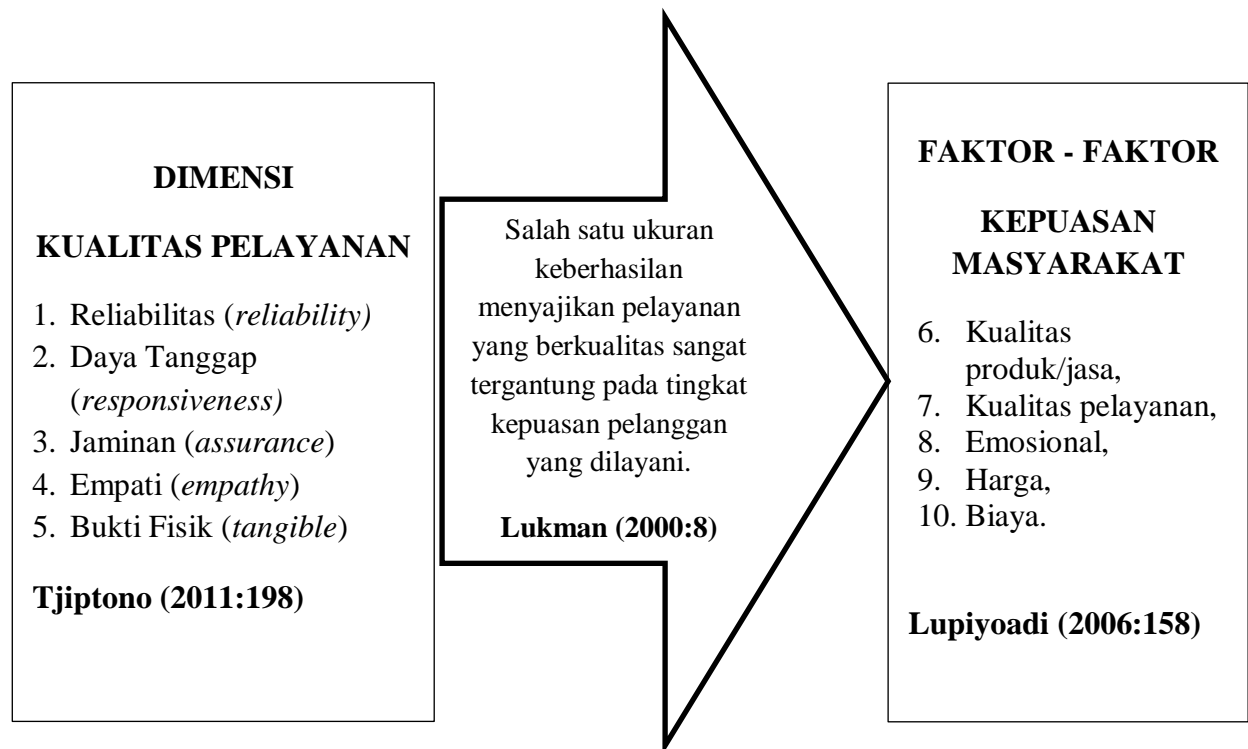 DIMENSI
KUALITAS PELAYANAN
1. Reliabilitas (reliability)
2. Daya Tanggap
(responsiveness)
3. Jaminan (assurance)
4. Empati (empathy)
5. Bukti Fisik (tangible)
Tjiptono (2011:198)
Salah satu ukuran
keberhasilan
menyajikan pelayanan
yang berkualitas sangat
tergantung pada tingkat
kepuasan pelanggan
yang dilayani.
Lukman (2000:8)
FAKTOR - FAKTOR
KEPUASAN
MASYARAKAT
6. Kualitas
produk/jasa,
7. Kualitas pelayanan,
8. Emosional,
9. Harga,
10. Biaya.
Lupiyoadi (2006:158)